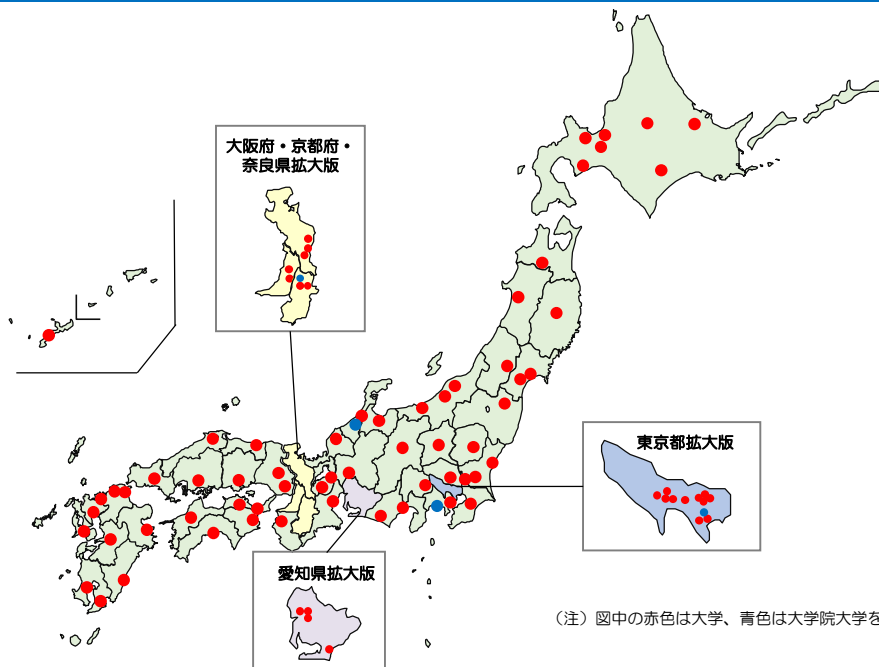 大阪府・京都府・
奈良県拡大版
東京都拡大版
愛知県拡大版
（注）図中の赤色は大学、青色は大学院大学を